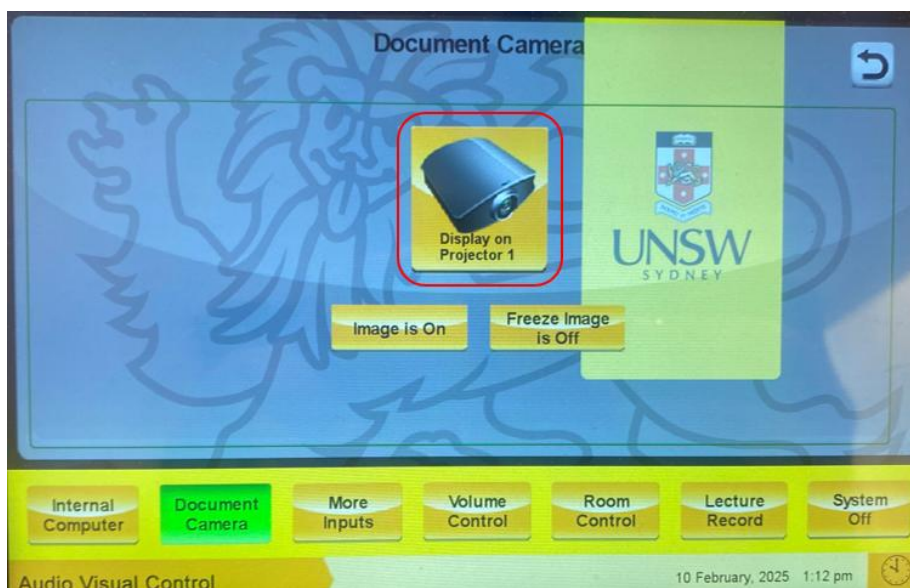 Document Camera
Display on
Projector 1
UNSW
SYDNEY
Image is On
Freeze Image
is Off
Internal
Computer
Document
Camera
More
Inputs
Volume
Control
Room
Control
Lecture
Record
System
Off
Audio Visual Control
10 February, 2025 1:12 pm